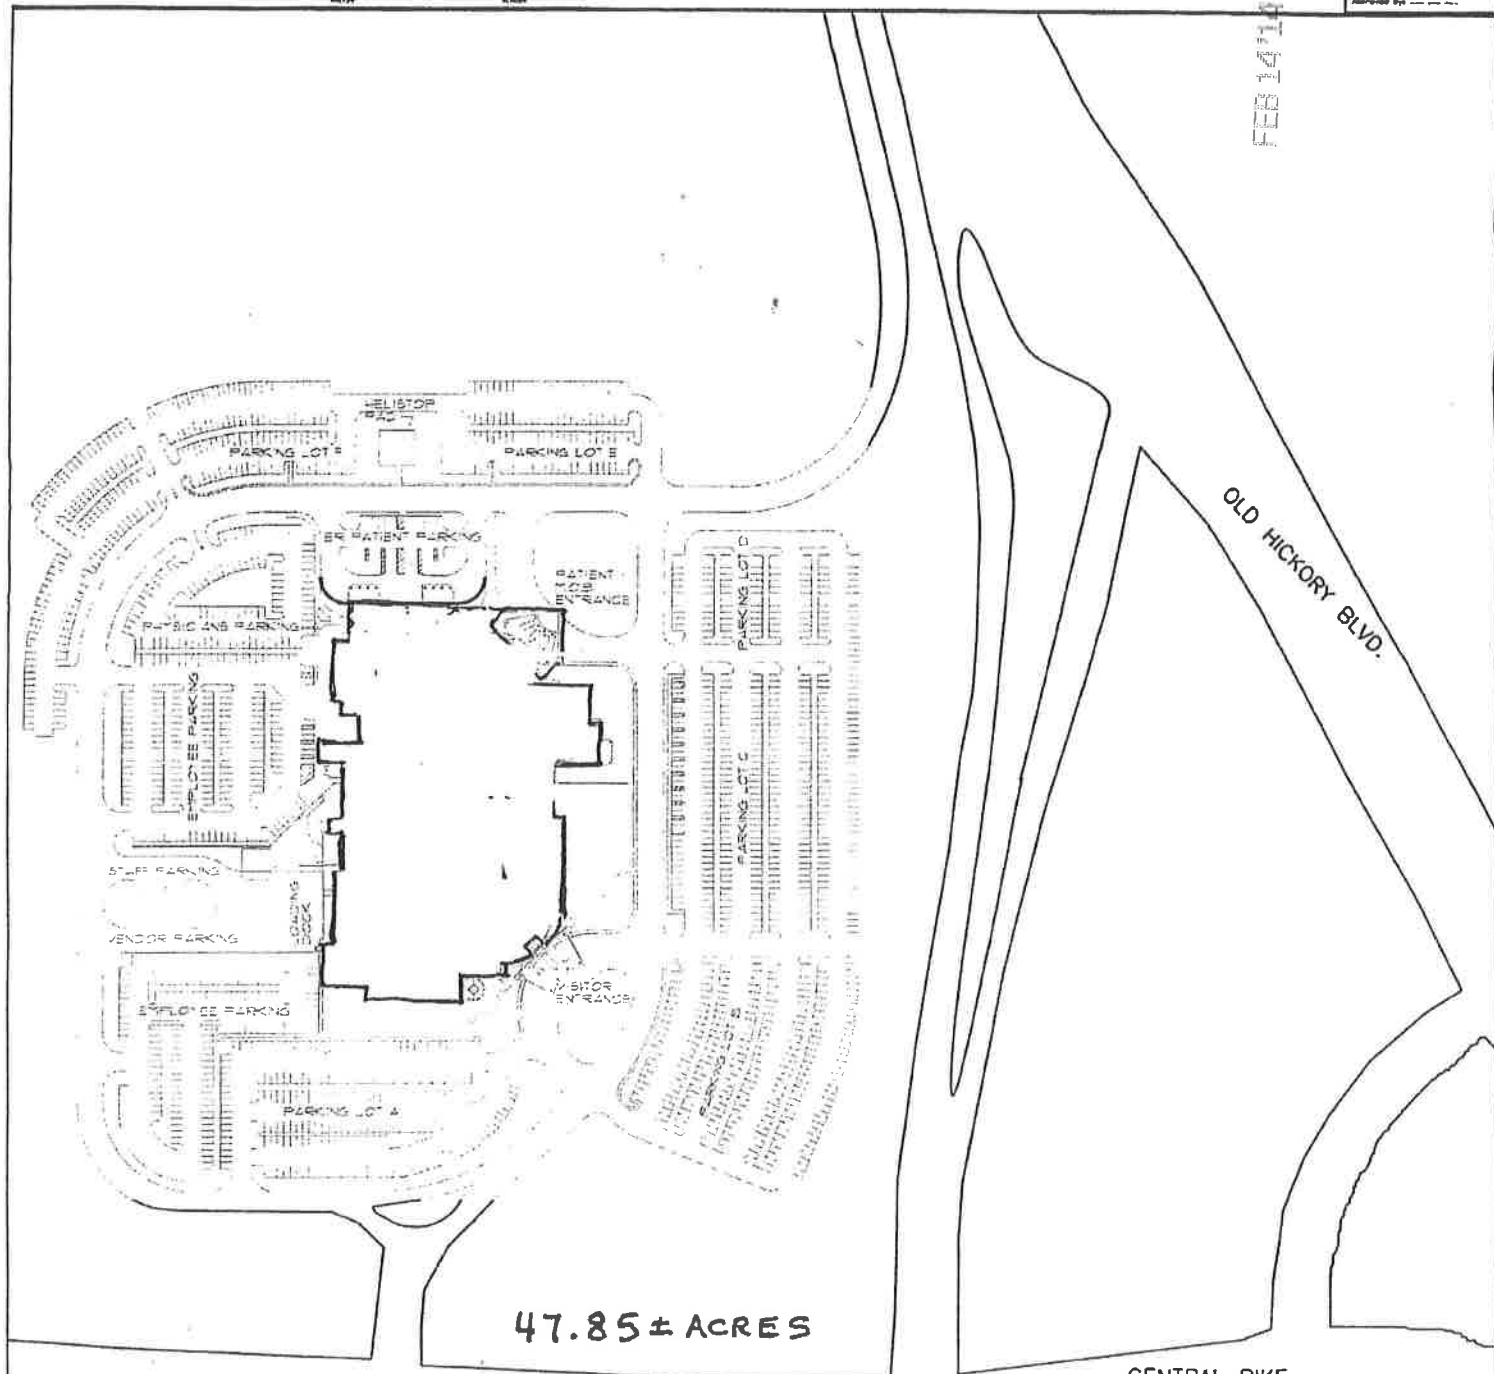 FEB 14'14
HELISTOP
PAD
PARKING LOT F
PARKING LOT E
ER PATIENT PARKING
PATIENT
MOB
ENTRANCE
PARKING LOT D
OLD HICKORY BLVD.
PHYSICIANS PARKING
EMPLOYEE PARKING
PARKING LOT C
STAFF PARKING
VENDOR PARKING
LOADING
DOCK
VISITOR
ENTRANCE
EMPLOYEE PARKING
PARKING LOT B
PARKING LOT A
47.85± ACRES
CENTRAL PIKE